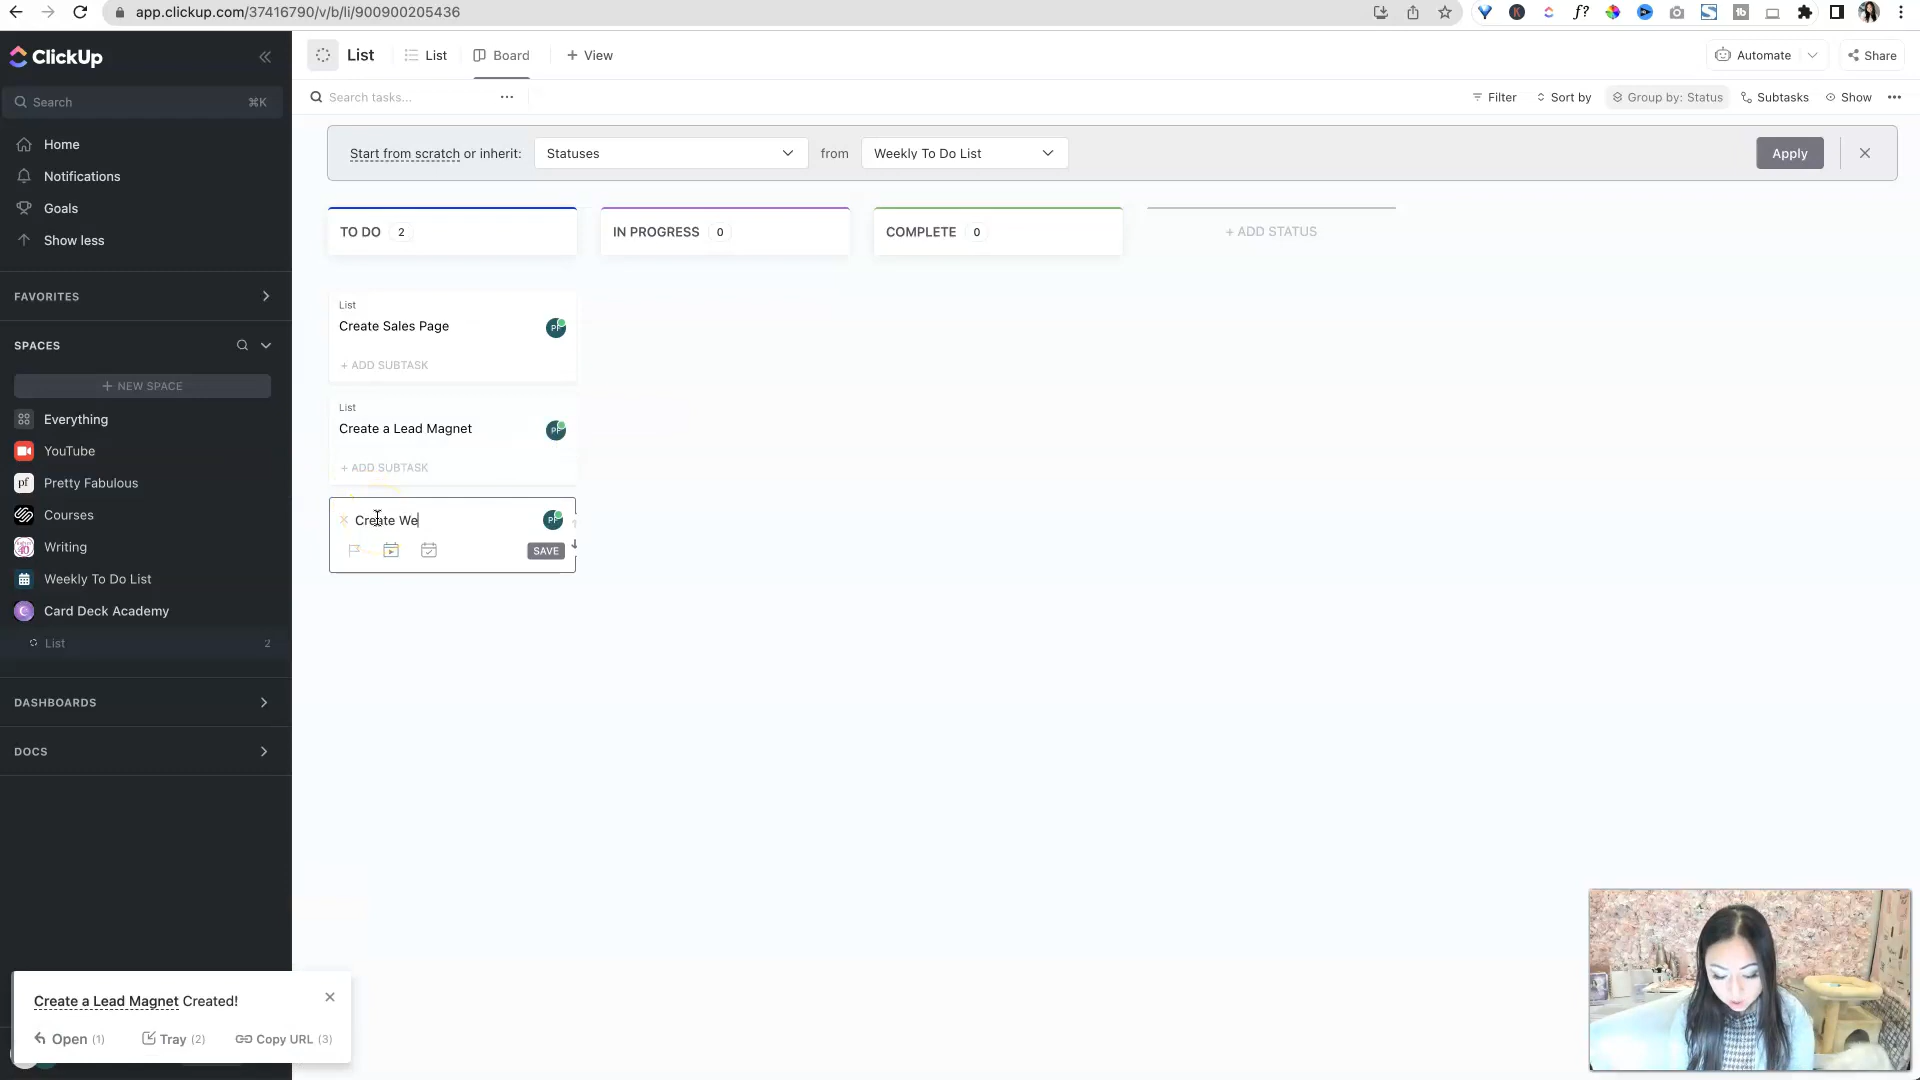 app.clickup.com/37416790/v/b/li/900900205436
ClickUp
Search ⌘K
Home
Notifications
Goals
Show less
FAVORITES
SPACES
+ NEW SPACE
Everything
YouTube
pf Pretty Fabulous
Courses
Writing
Weekly To Do List
Card Deck Academy
List 2
DASHBOARDS
DOCS
List List Board + View
Automate Share
Search tasks...
Filter Sort by Group by: Status Subtasks Show
Start from scratch or inherit: Statuses from Weekly To Do List Apply
TO DO 2 IN PROGRESS 0 COMPLETE 0 + ADD STATUS
List
Create Sales Page PF
+ ADD SUBTASK
List
Create a Lead Magnet PF
+ ADD SUBTASK
Create We PF
SAVE
Create a Lead Magnet Created!
Open (1) Tray (2) Copy URL (3)